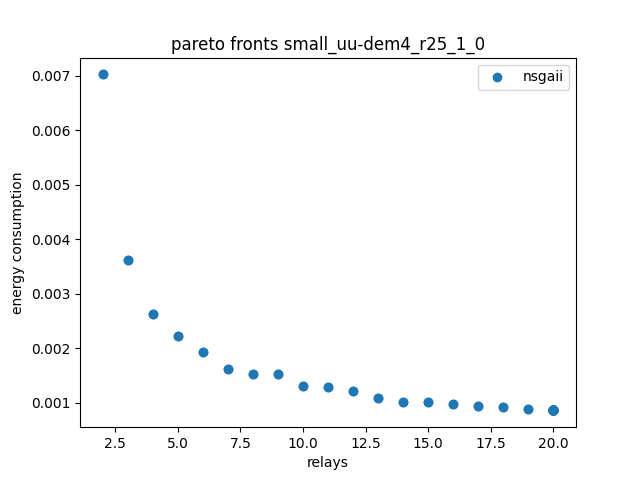 pareto fronts small_uu-dem4_r25_1_0
nsgaii
0.007
0.006
0.005
0.004
0.003
0.002
0.001
energy consumption
2.5 5.0 7.5 10.0 12.5 15.0 17.5 20.0
relays